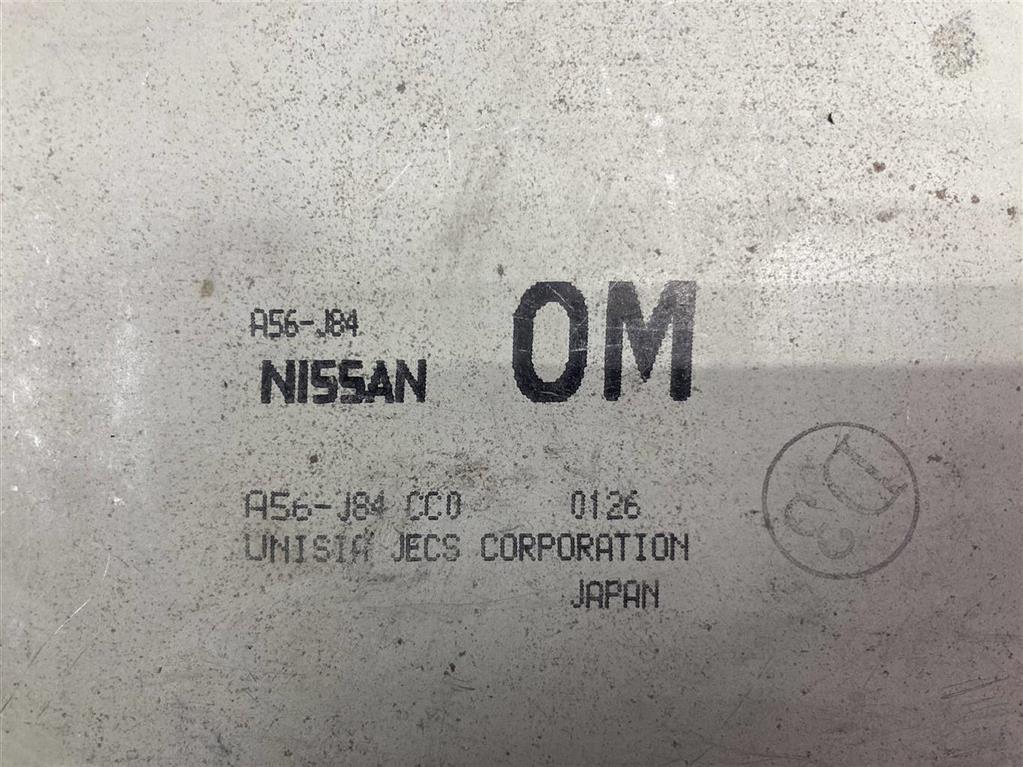 A56-J84
NISSAN
OM
A56-J84 CC0 0126
UNISIA JECS CORPORATION
JAPAN